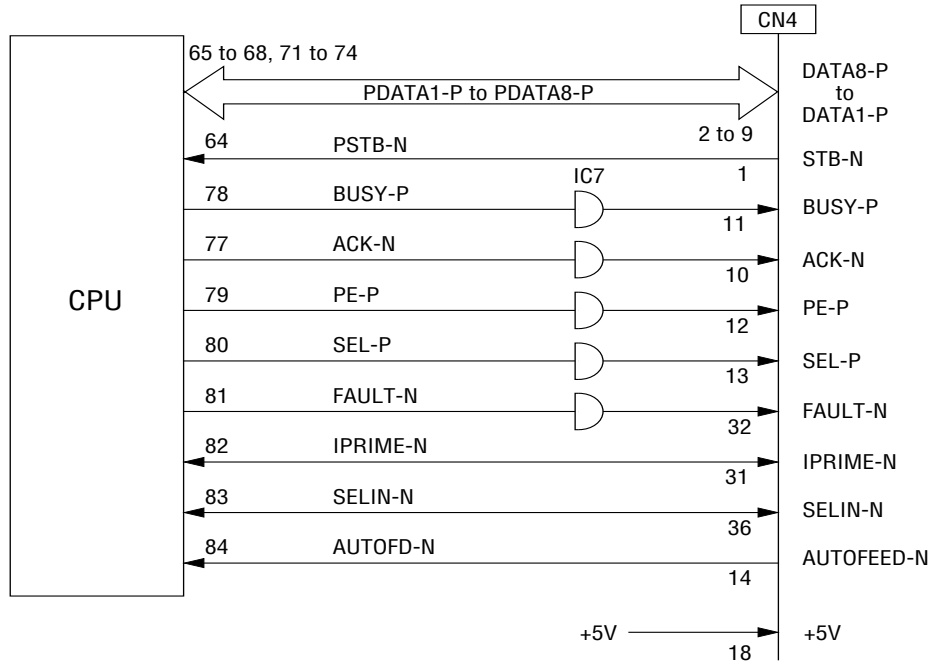 CN4
65 to 68, 71 to 74
PDATA1-P to PDATA8-P
DATA8-P
to
DATA1-P
2 to 9
64
PSTB-N
1
STB-N
IC7
78
BUSY-P
11
BUSY-P
77
ACK-N
10
ACK-N
CPU
79
PE-P
12
PE-P
80
SEL-P
13
SEL-P
81
FAULT-N
32
FAULT-N
82
IPRIME-N
31
IPRIME-N
83
SELIN-N
36
SELIN-N
84
AUTOFD-N
14
AUTOFEED-N
+5V
18
+5V